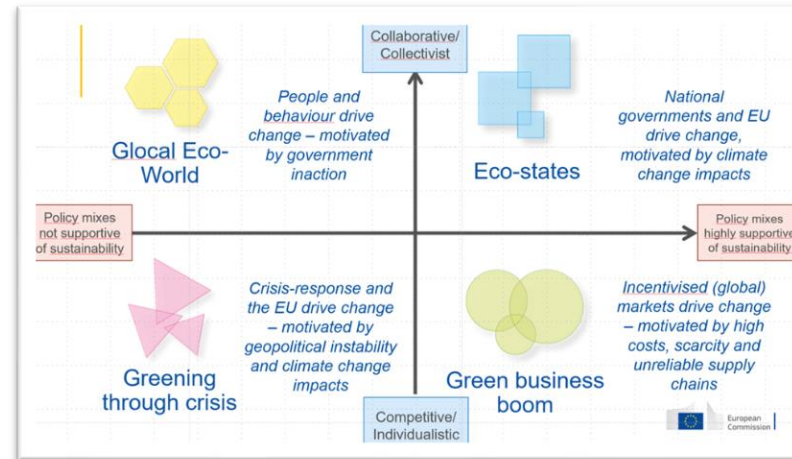 Collaborative/
Collectivist
People and
behaviour drive
change – motivated
by government
inaction
Glocal Eco-
World
National
governments and EU
drive change,
motivated by climate
change impacts
Eco-states
Policy mixes
not supportive
of sustainability
Policy mixes
highly supportive
of sustainability
Crisis-response and
the EU drive change
– motivated by
geopolitical instability
and climate change
impacts
Greening
through crisis
Incentivised (global)
markets drive change
– motivated by high
costs, scarcity and
unreliable supply
chains
Green business
boom
Competitive/
Individualistic
European
Commission